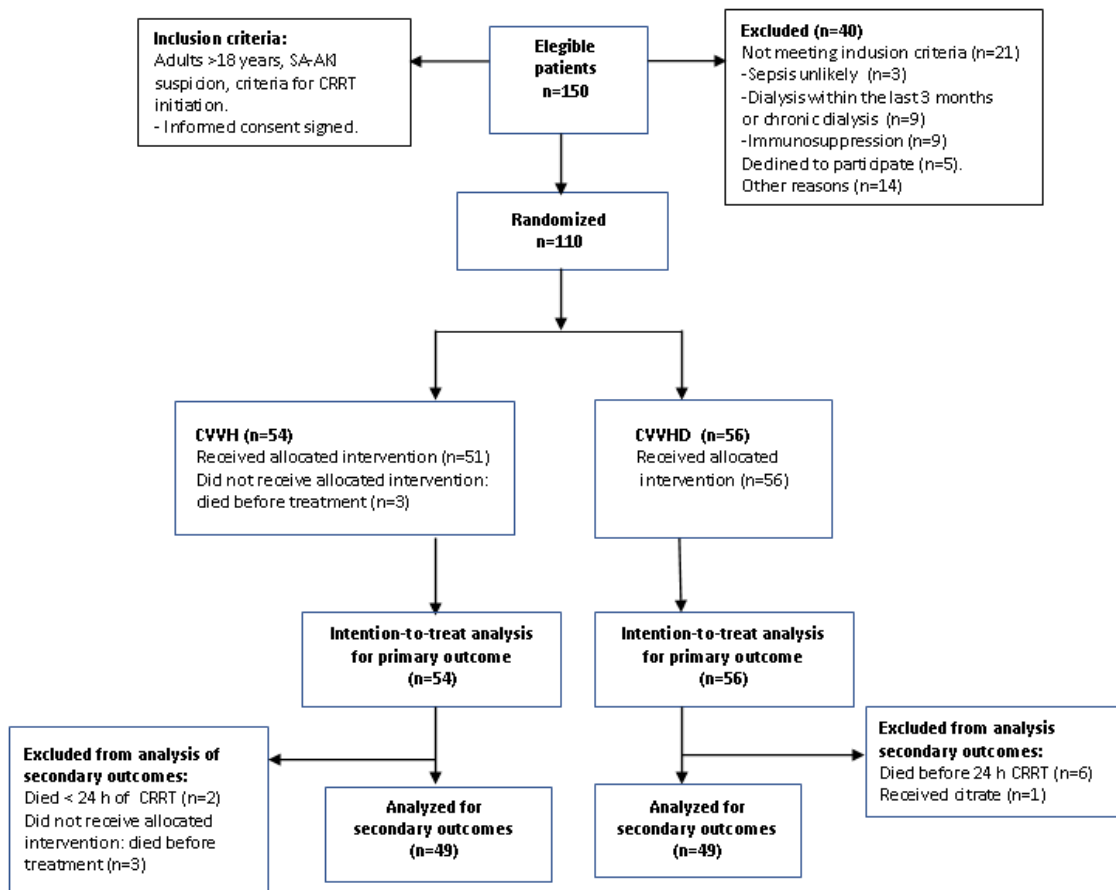 Inclusion criteria:
Adults >18 years, SA-AKI
suspicion, criteria for CRRT
initiation.
- Informed consent signed.
Elegible
patients
n=150
Excluded (n=40)
Not meeting inclusion criteria (n=21)
-Sepsis unlikely (n=3)
-Dialysis within the last 3 months
or chronic dialysis (n=9)
-Immunosuppression (n=9)
Declined to participate (n=5).
Other reasons (n=14)
Randomized
n=110
CVVH (n=54)
Received allocated intervention (n=51)
Did not receive allocated intervention:
died before treatment (n=3)
CVVHD (n=56)
Received allocated
intervention (n=56)
Intention-to-treat analysis
for primary outcome
(n=54)
Intention-to-treat analysis
for primary outcome
(n=56)
Excluded from analysis of
secondary outcomes:
Died < 24 h of CRRT (n=2)
Did not receive allocated
intervention: died before
treatment (n=3)
Analyzed for
secondary outcomes
(n=49)
Analyzed for
secondary outcomes
(n=49)
Excluded from analysis
secondary outcomes:
Died before 24 h CRRT (n=6)
Received citrate (n=1)